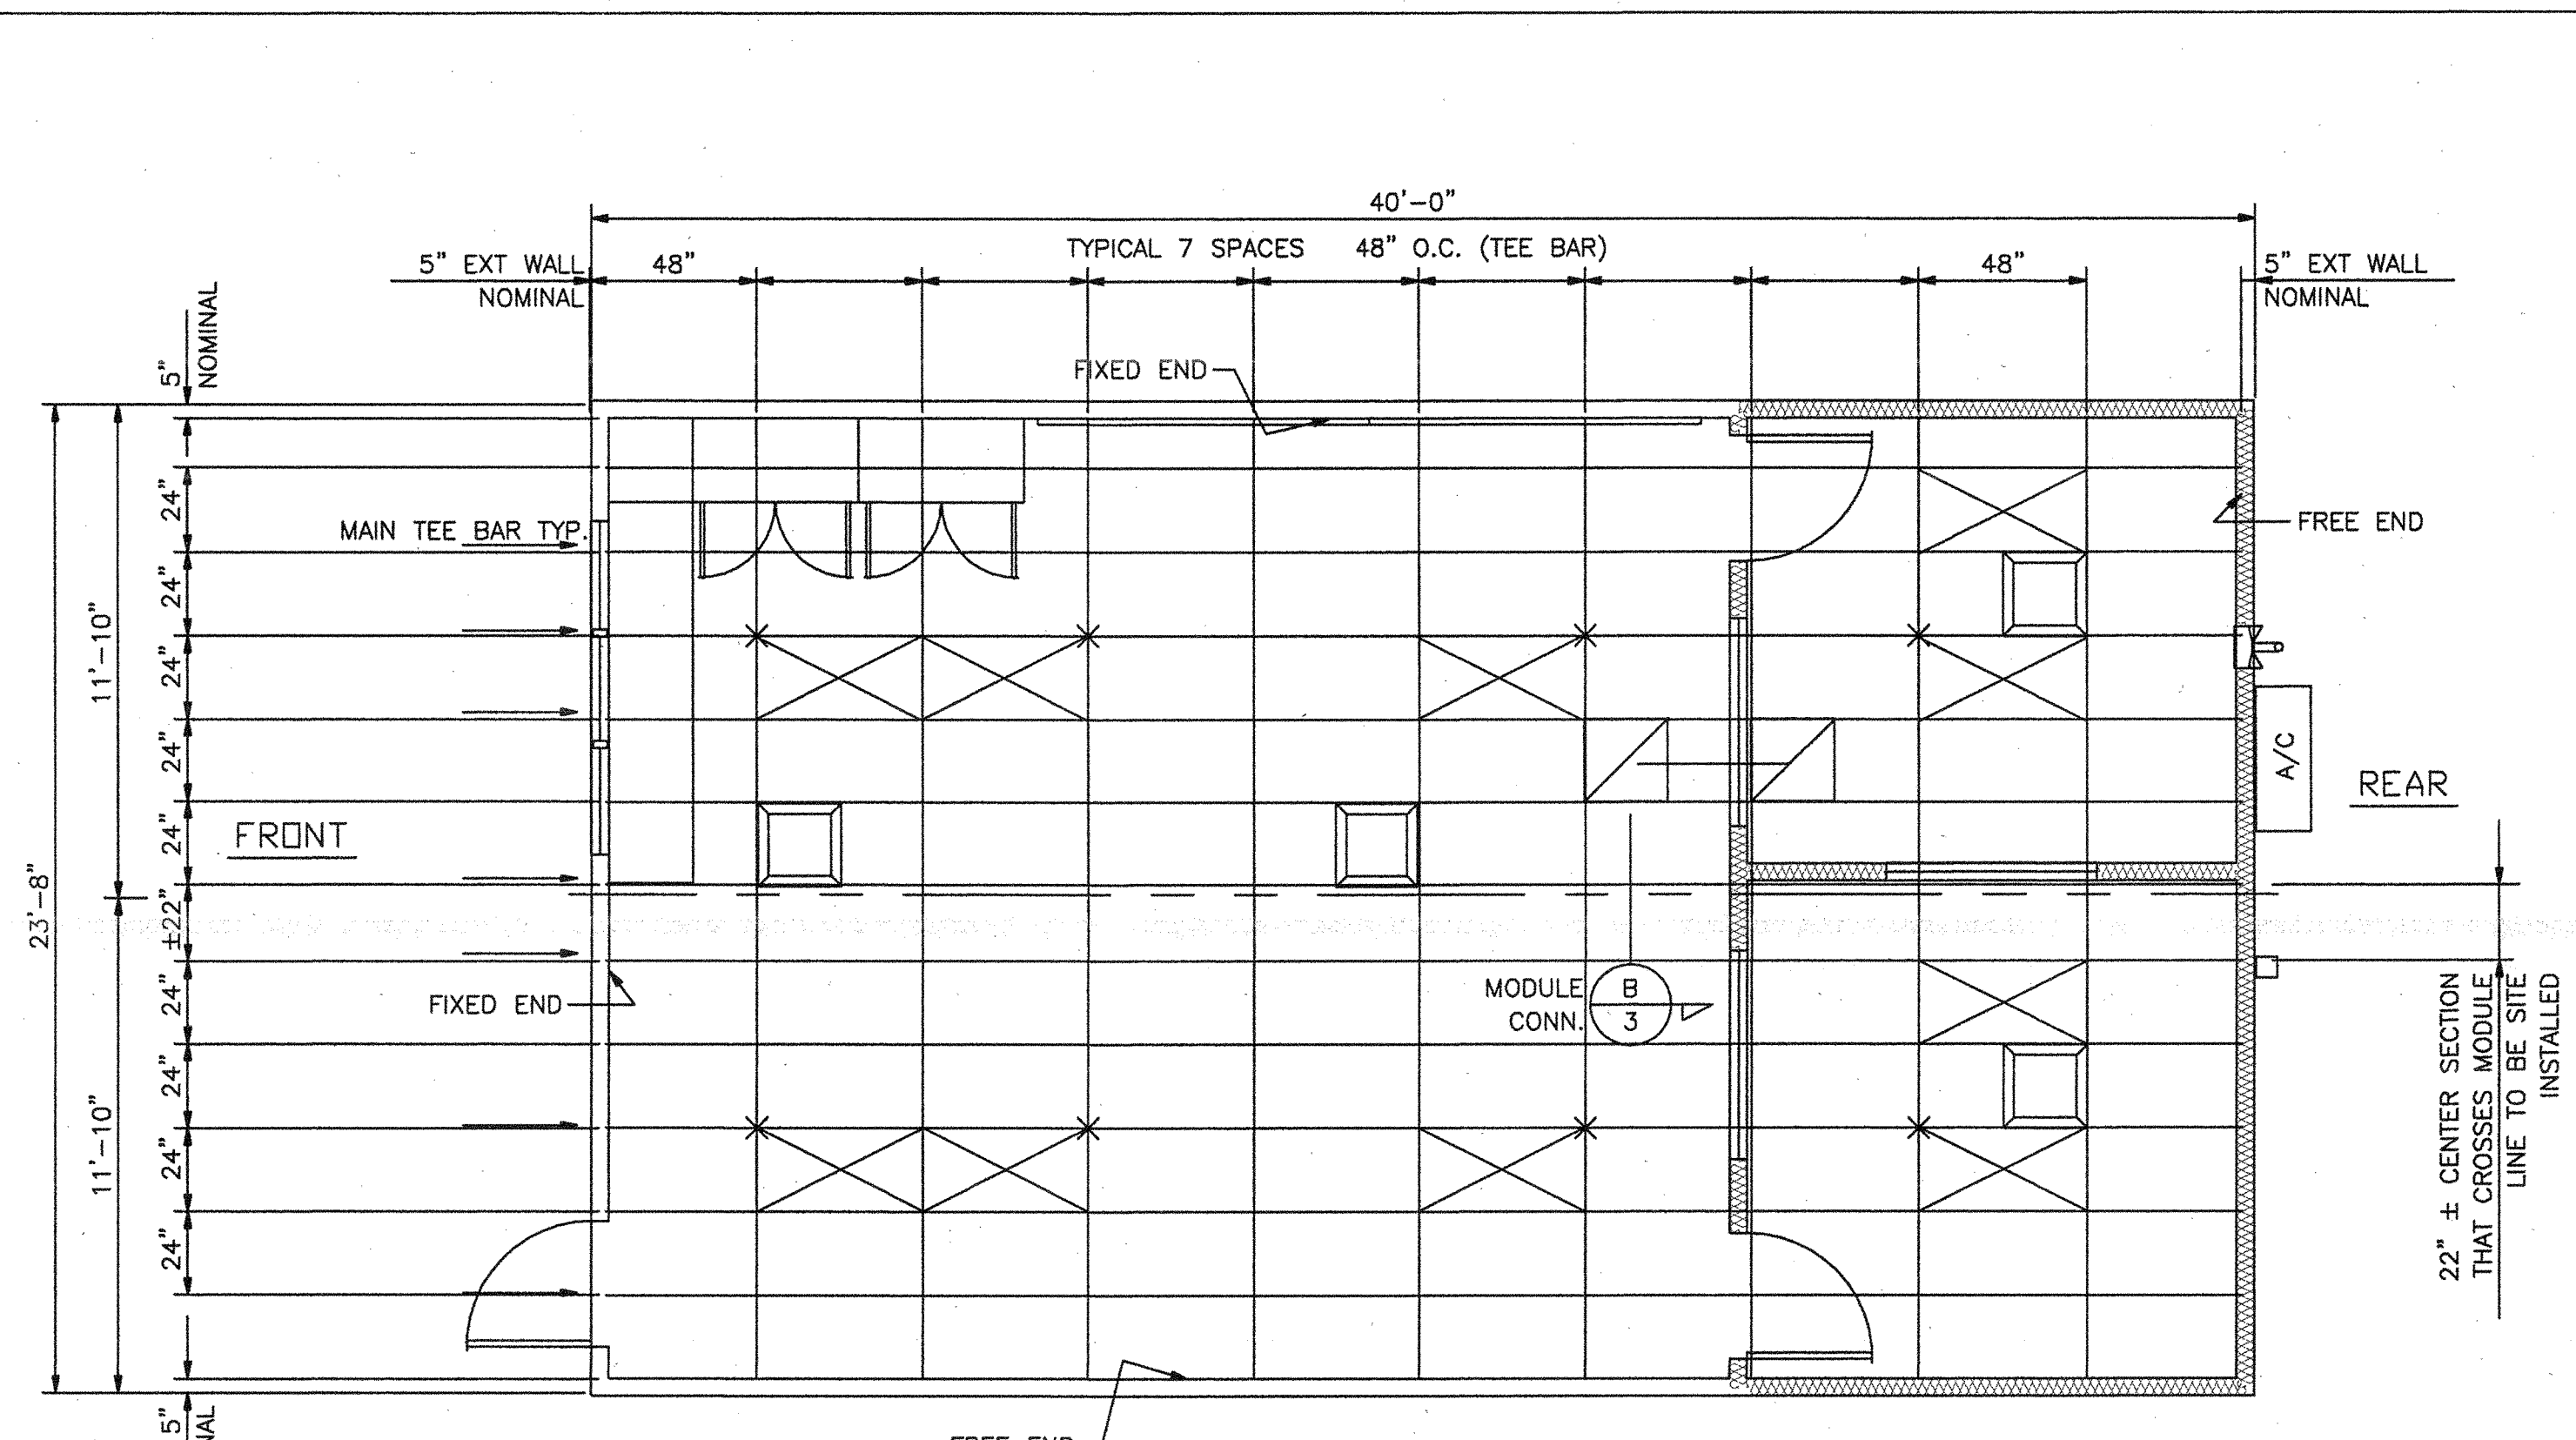 40'-0"
TYPICAL 7 SPACES 48" O.C. (TEE BAR)
5" EXT WALL
NOMINAL
48"
48"
5" EXT WALL
NOMINAL
5"
NOMINAL
FIXED END
MAIN TEE BAR TYP.
FREE END
24"
24"
24"
24"
24"
±22"
24"
24"
24"
24"
11'-10"
11'-10"
23'-8"
FRONT
A/C
REAR
FIXED END
MODULE
CONN.
B
3
22" ± CENTER SECTION
THAT CROSSES MODULE
LINE TO BE SITE
INSTALLED
5"
FREE END